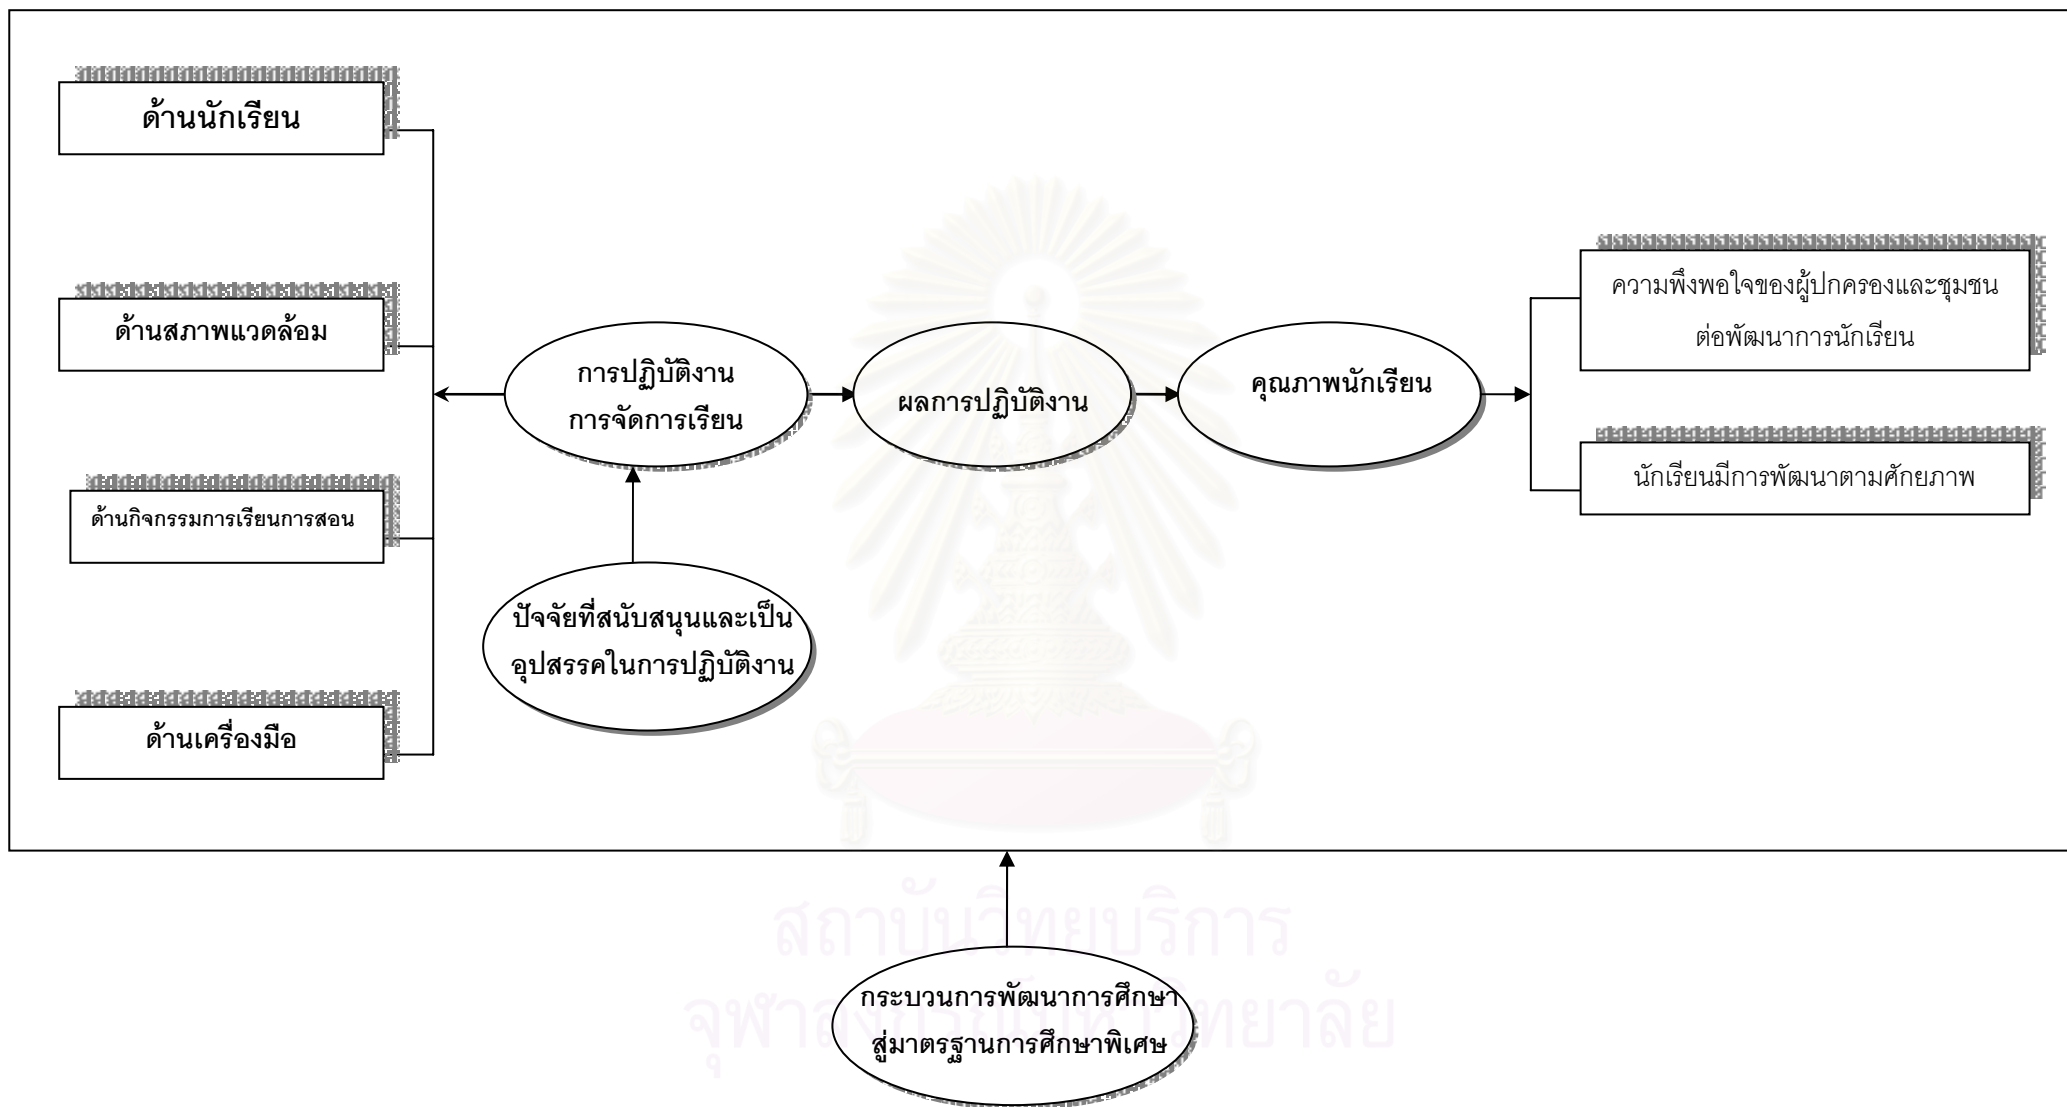 ด้านนักเรียน
ด้านสภาพแวดล้อม
ด้านกิจกรรมการเรียนการสอน
ด้านเครื่องมือ
การปฏิบัติงาน
การจัดการเรียน
ปัจจัยที่สนับสนุนและเป็น
อุปสรรคในการปฏิบัติงาน
ผลการปฏิบัติงาน
คุณภาพนักเรียน
ความพึงพอใจของผู้ปกครองและชุมชน
ต่อพัฒนาการนักเรียน
นักเรียนมีการพัฒนาตามศักยภาพ
สถาบันวิทยบริการ
จุฬาลงกรณ์มหาวิทยาลัย
กระบวนการพัฒนาการศึกษา
สู่มาตรฐานการศึกษาพิเศษ